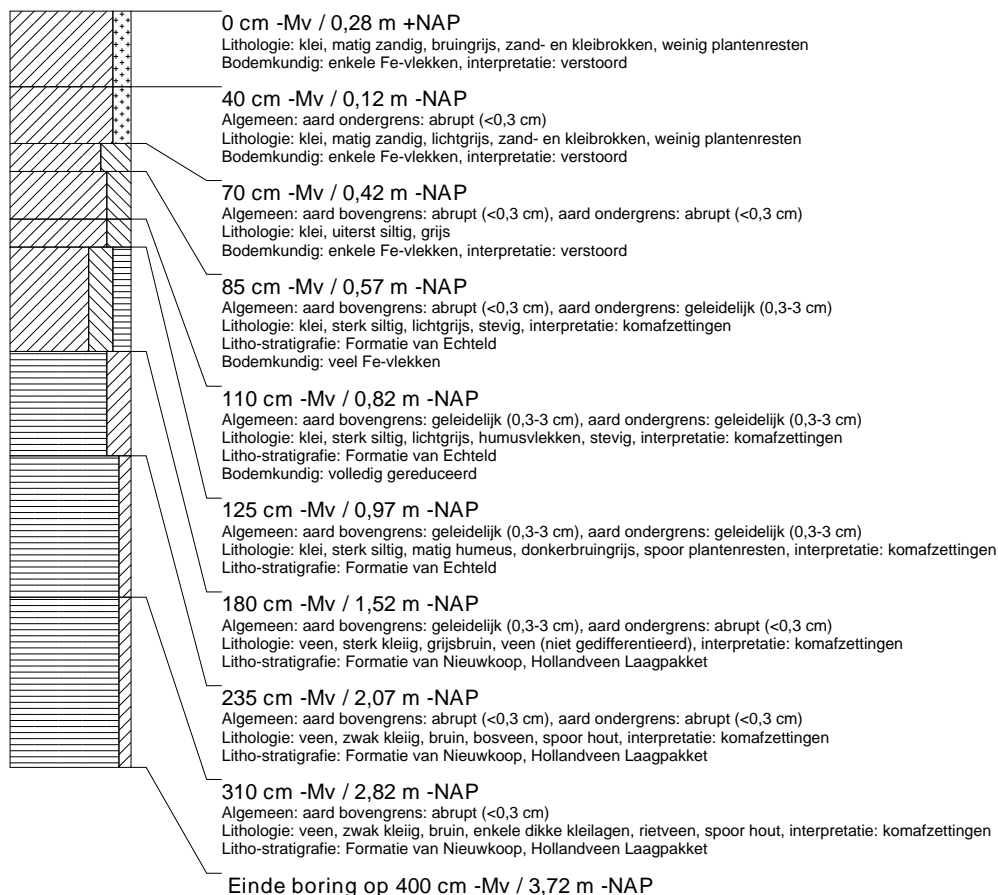 0 cm -Mv / 0,28 m +NAP
Lithologie: klei, matig zandig, bruingrijs, zand- en kleibrokken, weinig plantenresten
Bodemkundig: enkele Fe-vlekken, interpretatie: verstoord
40 cm -Mv / 0,12 m -NAP
Algemeen: aard ondergrens: abrupt (<0,3 cm)
Lithologie: klei, matig zandig, lichtgrijs, zand- en kleibrokken, weinig plantenresten
Bodemkundig: enkele Fe-vlekken, interpretatie: verstoord
70 cm -Mv / 0,42 m -NAP
Algemeen: aard bovengrens: abrupt (<0,3 cm), aard ondergrens: abrupt (<0,3 cm)
Lithologie: klei, uiterst siltig, grijs
Bodemkundig: enkele Fe-vlekken, interpretatie: verstoord
85 cm -Mv / 0,57 m -NAP
Algemeen: aard bovengrens: abrupt (<0,3 cm), aard ondergrens: geleidelijk (0,3-3 cm)
Lithologie: klei, sterk siltig, lichtgrijs, stevig, interpretatie: komafzettingen
Litho-stratigrafie: Formatie van Echteld
Bodemkundig: veel Fe-vlekken
110 cm -Mv / 0,82 m -NAP
Algemeen: aard bovengrens: geleidelijk (0,3-3 cm), aard ondergrens: geleidelijk (0,3-3 cm)
Lithologie: klei, sterk siltig, lichtgrijs, humusvlekken, stevig, interpretatie: komafzettingen
Litho-stratigrafie: Formatie van Echteld
Bodemkundig: volledig gereduceerd
125 cm -Mv / 0,97 m -NAP
Algemeen: aard bovengrens: geleidelijk (0,3-3 cm), aard ondergrens: geleidelijk (0,3-3 cm)
Lithologie: klei, sterk siltig, matig humeus, donkerbruingrijs, spoor plantenresten, interpretatie: komafzettingen
Litho-stratigrafie: Formatie van Echteld
180 cm -Mv / 1,52 m -NAP
Algemeen: aard bovengrens: geleidelijk (0,3-3 cm), aard ondergrens: abrupt (<0,3 cm)
Lithologie: veen, sterk kleiig, grijsbruin, veen (niet gedifferentieerd), interpretatie: komafzettingen
Litho-stratigrafie: Formatie van Nieuwkoop, Hollandveen Laagpakket
235 cm -Mv / 2,07 m -NAP
Algemeen: aard bovengrens: abrupt (<0,3 cm), aard ondergrens: abrupt (<0,3 cm)
Lithologie: veen, zwak kleiig, bruin, bosveen, spoor hout, interpretatie: komafzettingen
Litho-stratigrafie: Formatie van Nieuwkoop, Hollandveen Laagpakket
310 cm -Mv / 2,82 m -NAP
Algemeen: aard bovengrens: abrupt (<0,3 cm)
Lithologie: veen, zwak kleiig, bruin, enkele dikke kleilagen, rietveen, spoor hout, interpretatie: komafzettingen
Litho-stratigrafie: Formatie van Nieuwkoop, Hollandveen Laagpakket
Einde boring op 400 cm -Mv / 3,72 m -NAP